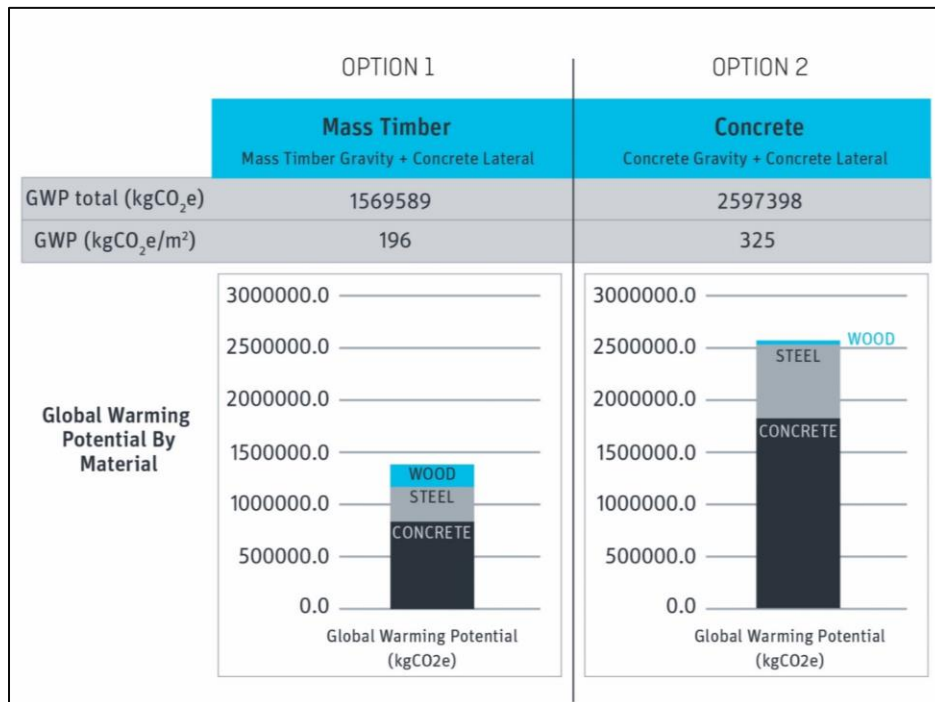 OPTION 1
OPTION 2
Mass Timber
Mass Timber Gravity + Concrete Lateral
Concrete
Concrete Gravity + Concrete Lateral
GWP total (kgCO₂e) 1569589 2597398
GWP (kgCO₂e/m²) 196 325
Global Warming
Potential By
Material
3000000.0
2500000.0
2000000.0
1500000.0
1000000.0
500000.0
0.0
WOOD
STEEL
CONCRETE
Global Warming Potential
(kgCO2e)
3000000.0
2500000.0
2000000.0
1500000.0
1000000.0
500000.0
0.0
WOOD
STEEL
CONCRETE
Global Warming Potential
(kgCO2e)